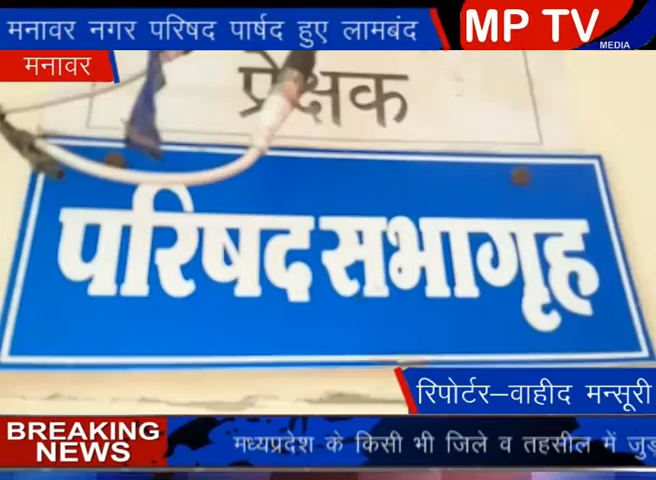 मनावर नगर परिषद पार्षद हुए लामबंद
MP TV
MEDIA
मनावर
प्रेक्षक
परिषद सभागृह
रिपोर्टर–वाहीद मन्सूरी
BREAKING NEWS
मध्यप्रदेश के किसी भी जिले व तहसील में